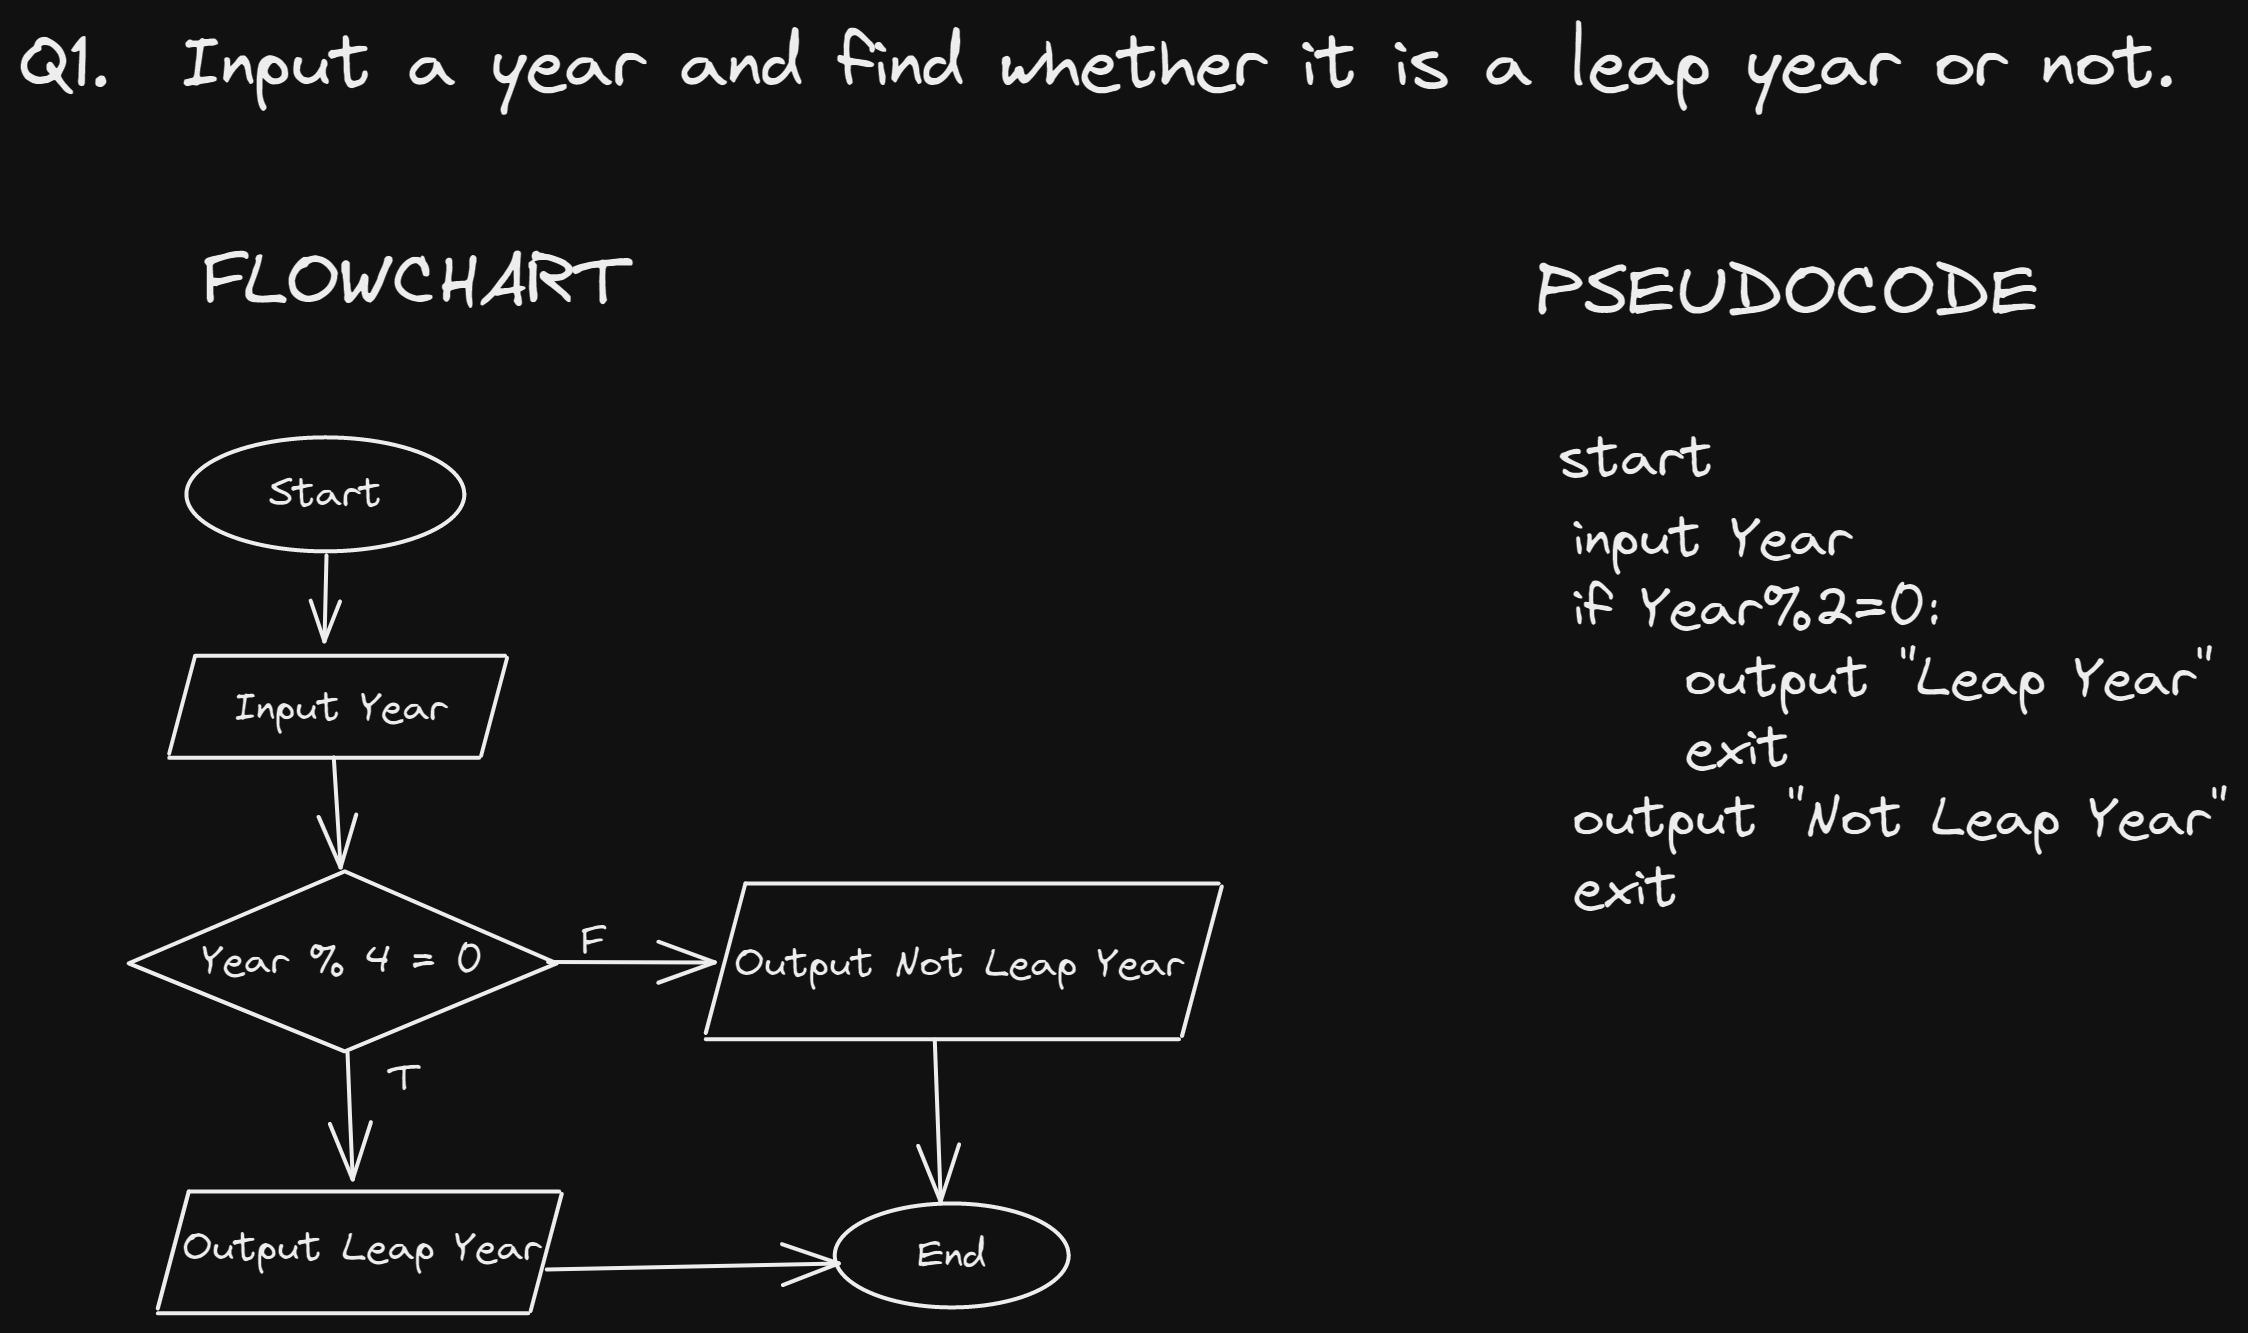 Q1. Input a year and find whether it is a leap year or not.
FLOWCHART
Start
Input Year
Year % 4 = 0
F
Output Not Leap Year
T
Output Leap Year
End
PSEUDOCODE
start
input Year
if Year%2=0:
output "Leap Year"
exit
output "Not Leap Year"
exit